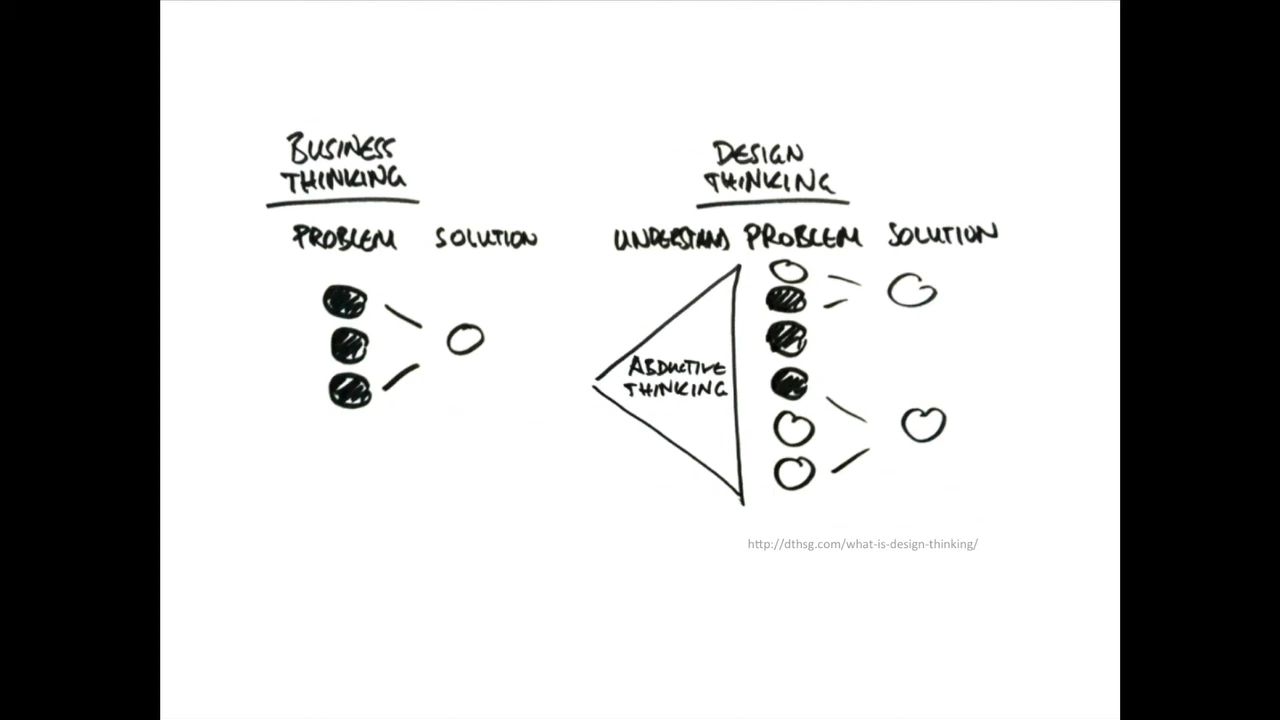 BUSINESS
THINKING
PROBLEM SOLUTION
DESIGN
THINKING
UNDERSTAND PROBLEM SOLUTION
ABDUCTIVE
THINKING
http://dthsg.com/what-is-design-thinking/